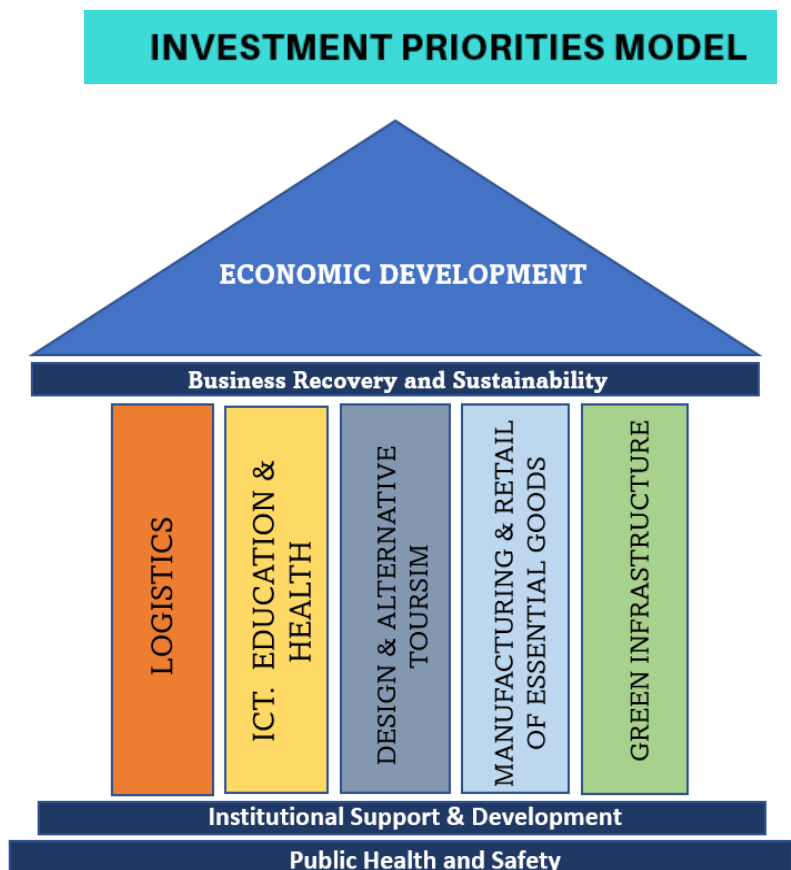 INVESTMENT PRIORITIES MODEL
ECONOMIC DEVELOPMENT
Business Recovery and Sustainability
LOGISTICS
ICT. EDUCATION &
HEALTH
DESIGN & ALTERNATIVE
TOURSIM
MANUFACTURING & RETAIL
OF ESSENTIAL GOODS
GREEN INFRASTRUCTURE
Institutional Support & Development
Public Health and Safety